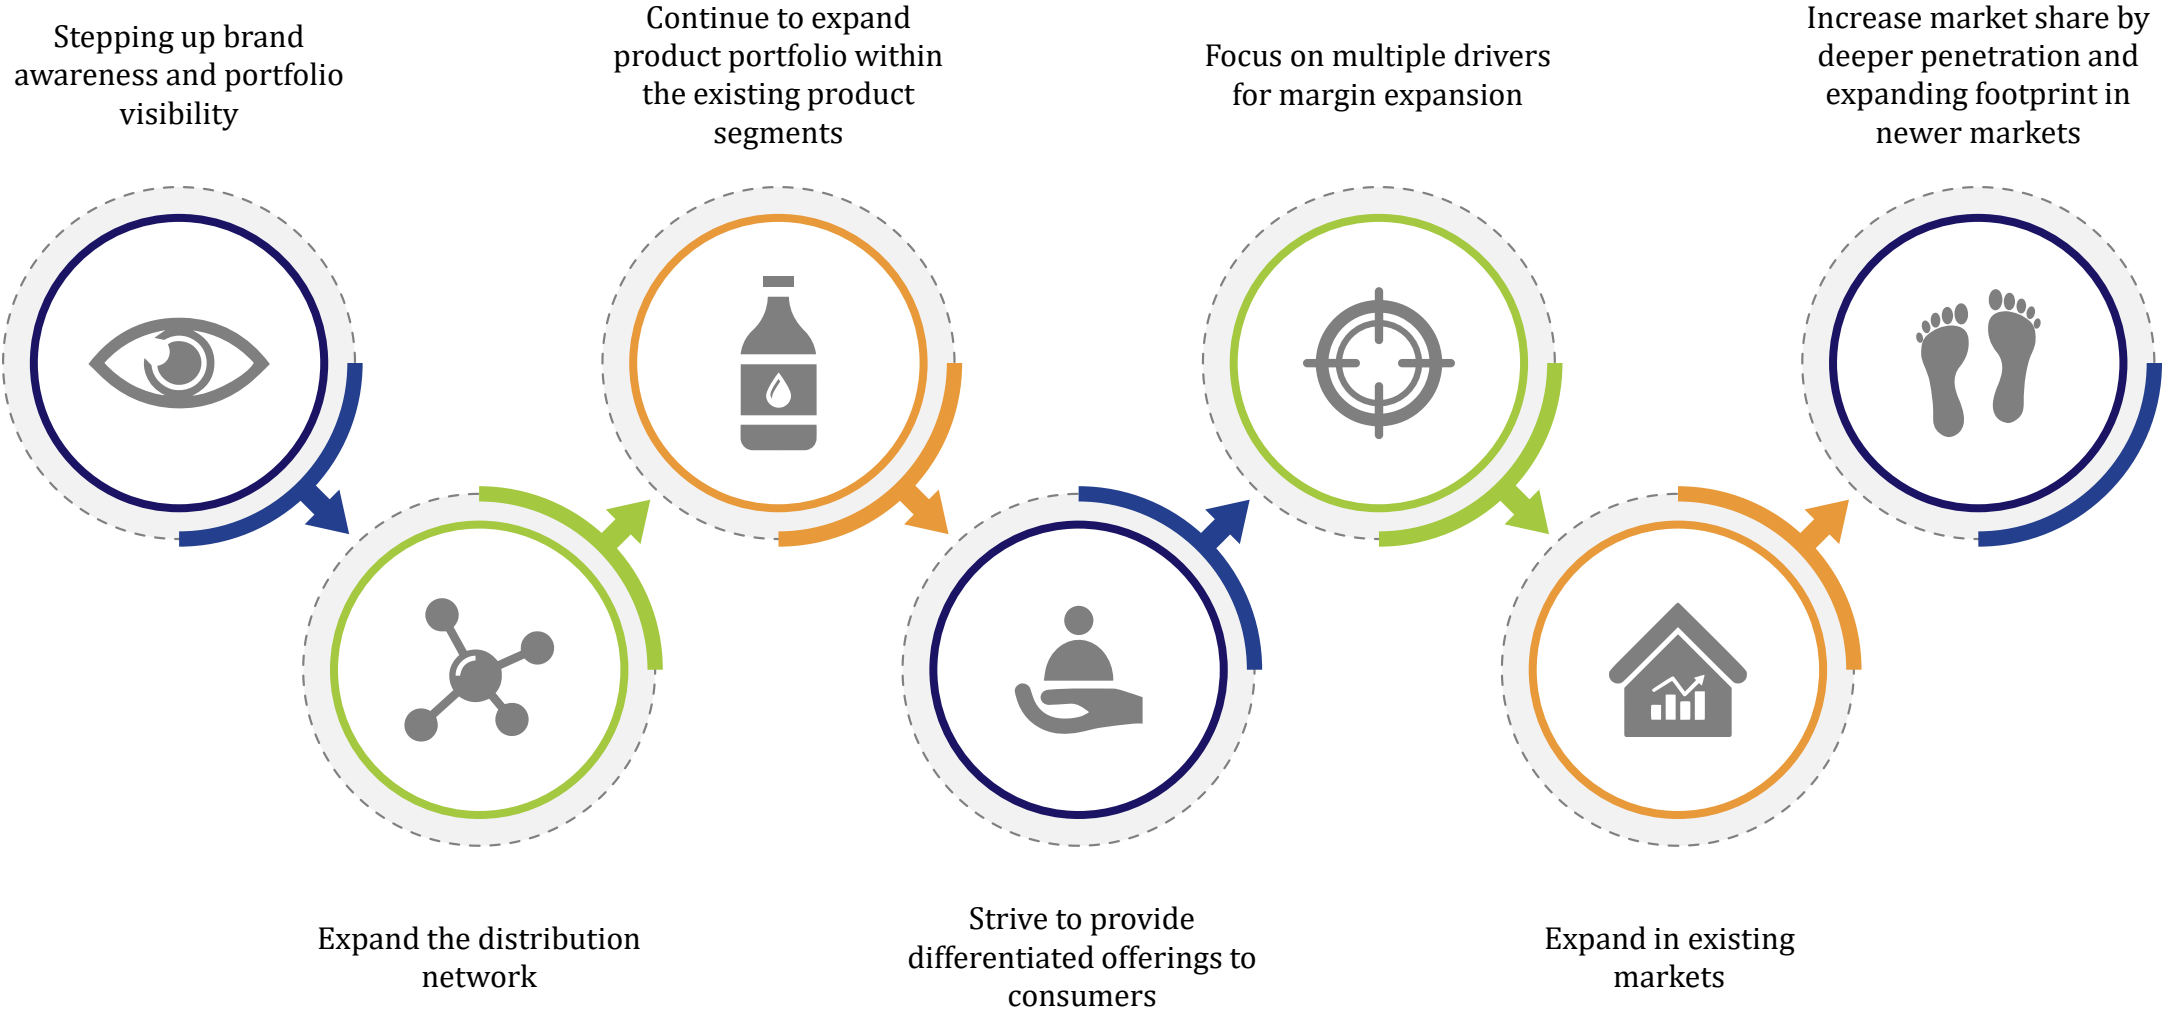 Stepping up brand
awareness and portfolio
visibility
Expand the distribution
network
Continue to expand
product portfolio within
the existing product
segments
Strive to provide
differentiated offerings to
consumers
Focus on multiple drivers
for margin expansion
Expand in existing
markets
Increase market share by
deeper penetration and
expanding footprint in
newer markets